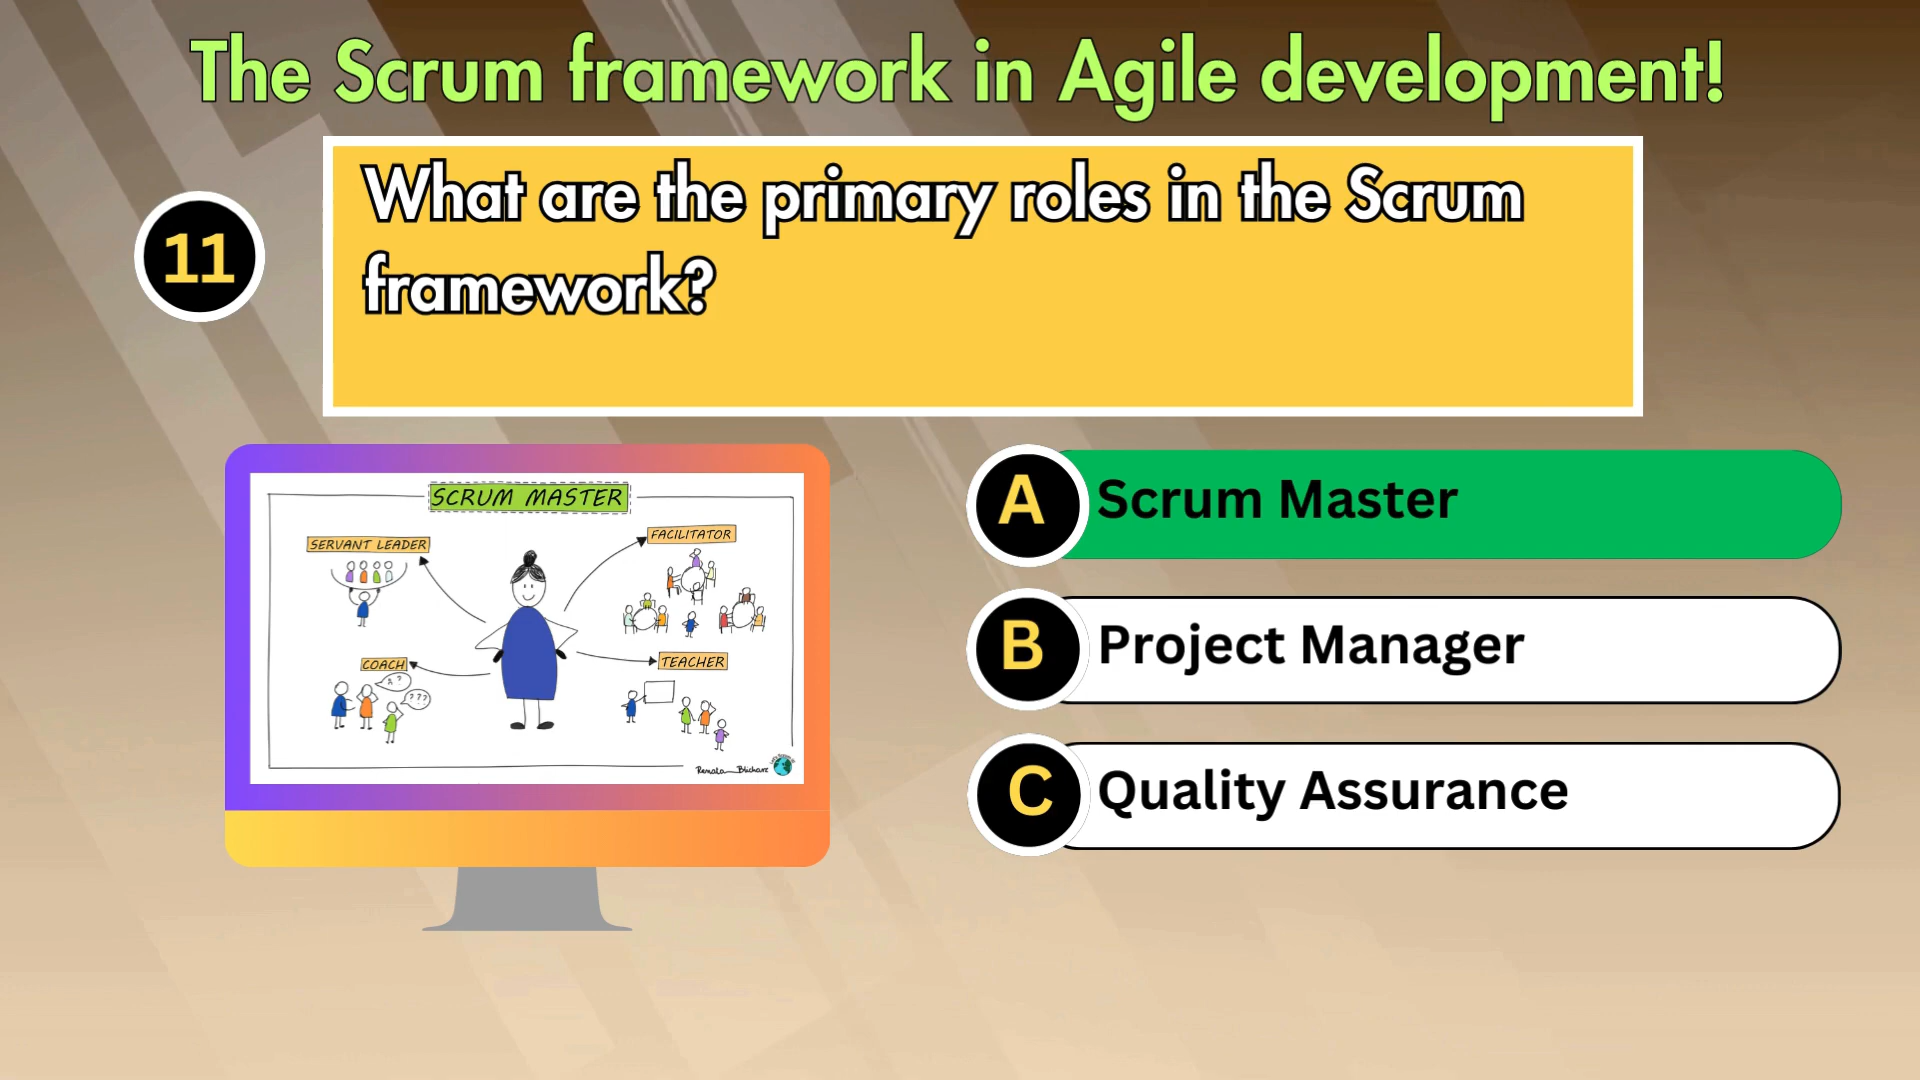 The Scrum framework in Agile development!
11
What are the primary roles in the Scrum
framework?
SCRUM MASTER
SERVANT LEADER
FACILITATOR
COACH
A ?
???
TEACHER
A
Scrum Master
B
Project Manager
C
Quality Assurance